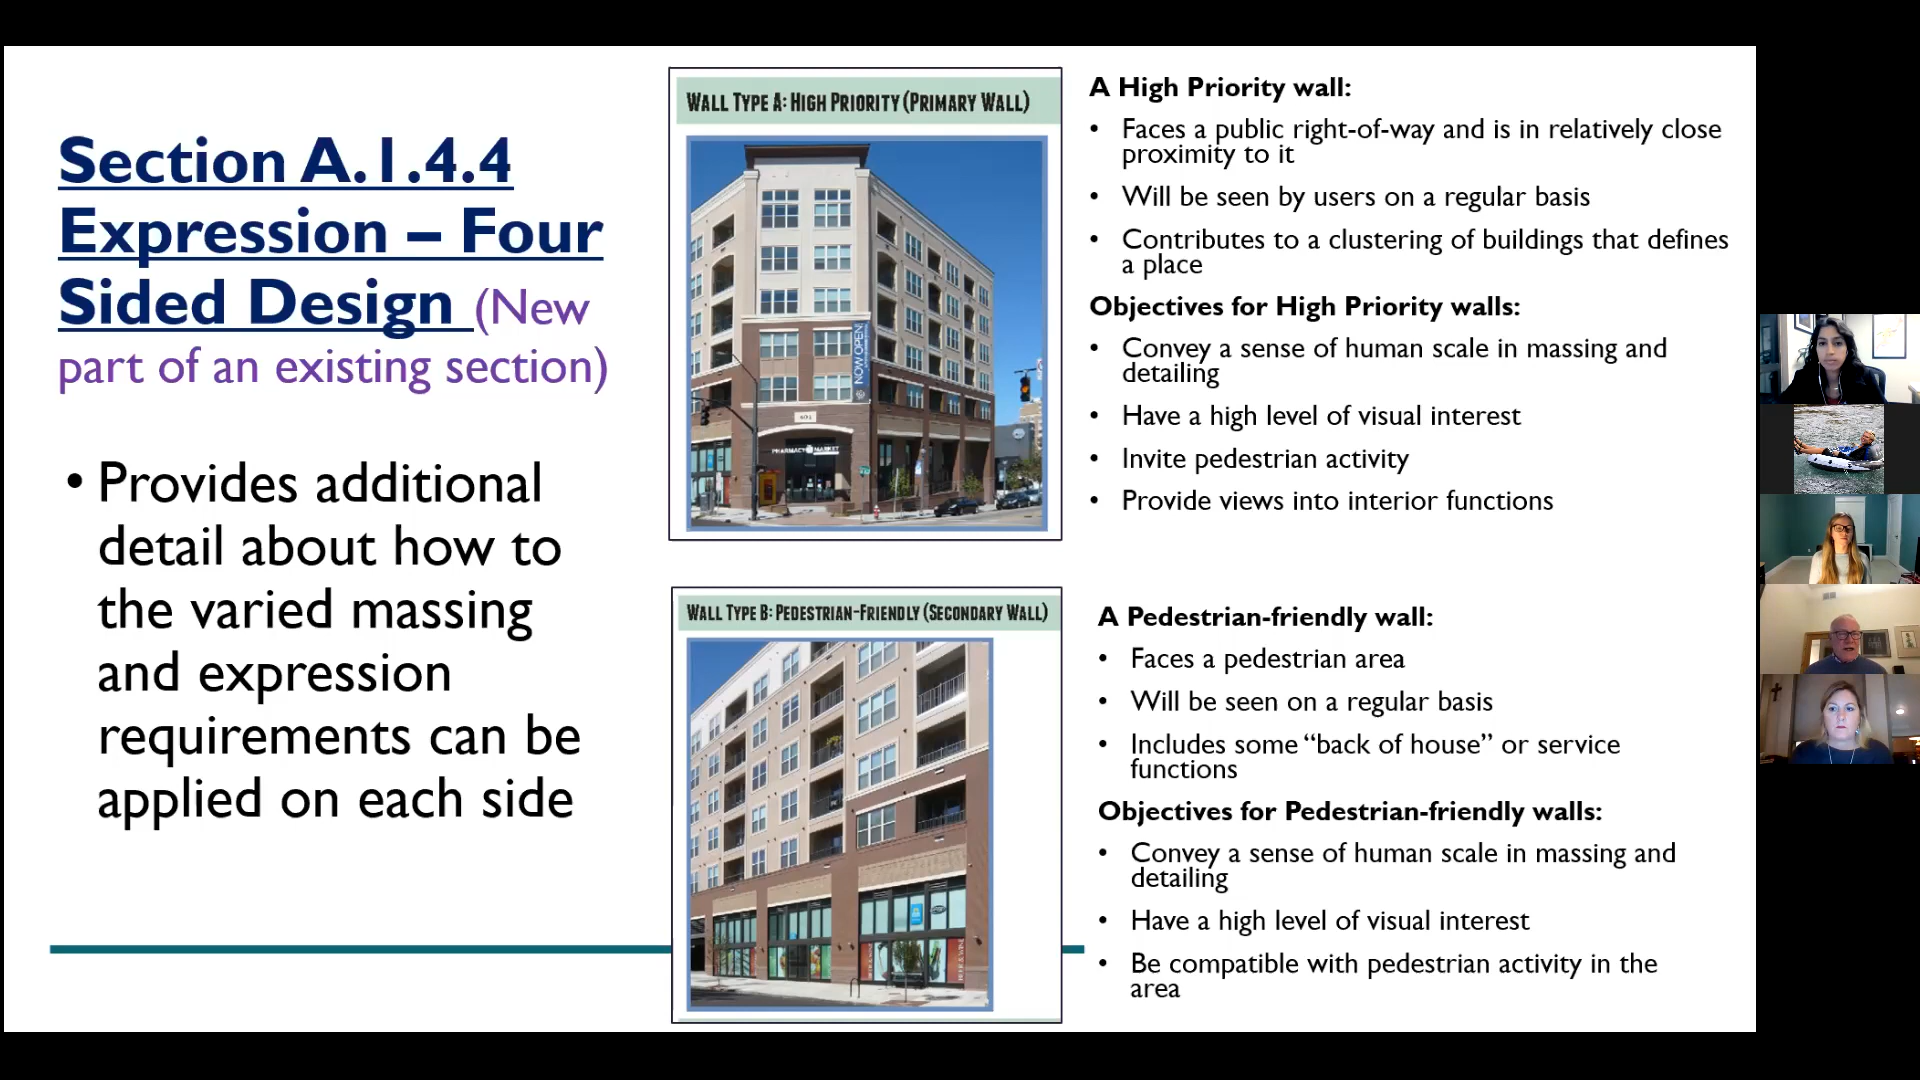 Section A.1.4.4
Expression – Four
Sided Design (New
part of an existing section)
• Provides additional
detail about how to
the varied massing
and expression
requirements can be
applied on each side
WALL TYPE A: HIGH PRIORITY (PRIMARY WALL)
NOW OPEN
PHARMACY MARKET
A High Priority wall:
• Faces a public right-of-way and is in relatively close
proximity to it
• Will be seen by users on a regular basis
• Contributes to a clustering of buildings that defines
a place
Objectives for High Priority walls:
• Convey a sense of human scale in massing and
detailing
• Have a high level of visual interest
• Invite pedestrian activity
• Provide views into interior functions
WALL TYPE B: PEDESTRIAN-FRIENDLY (SECONDARY WALL)
BEER & WINE
A Pedestrian-friendly wall:
• Faces a pedestrian area
• Will be seen on a regular basis
• Includes some “back of house” or service
functions
Objectives for Pedestrian-friendly walls:
• Convey a sense of human scale in massing and
detailing
• Have a high level of visual interest
• Be compatible with pedestrian activity in the
area